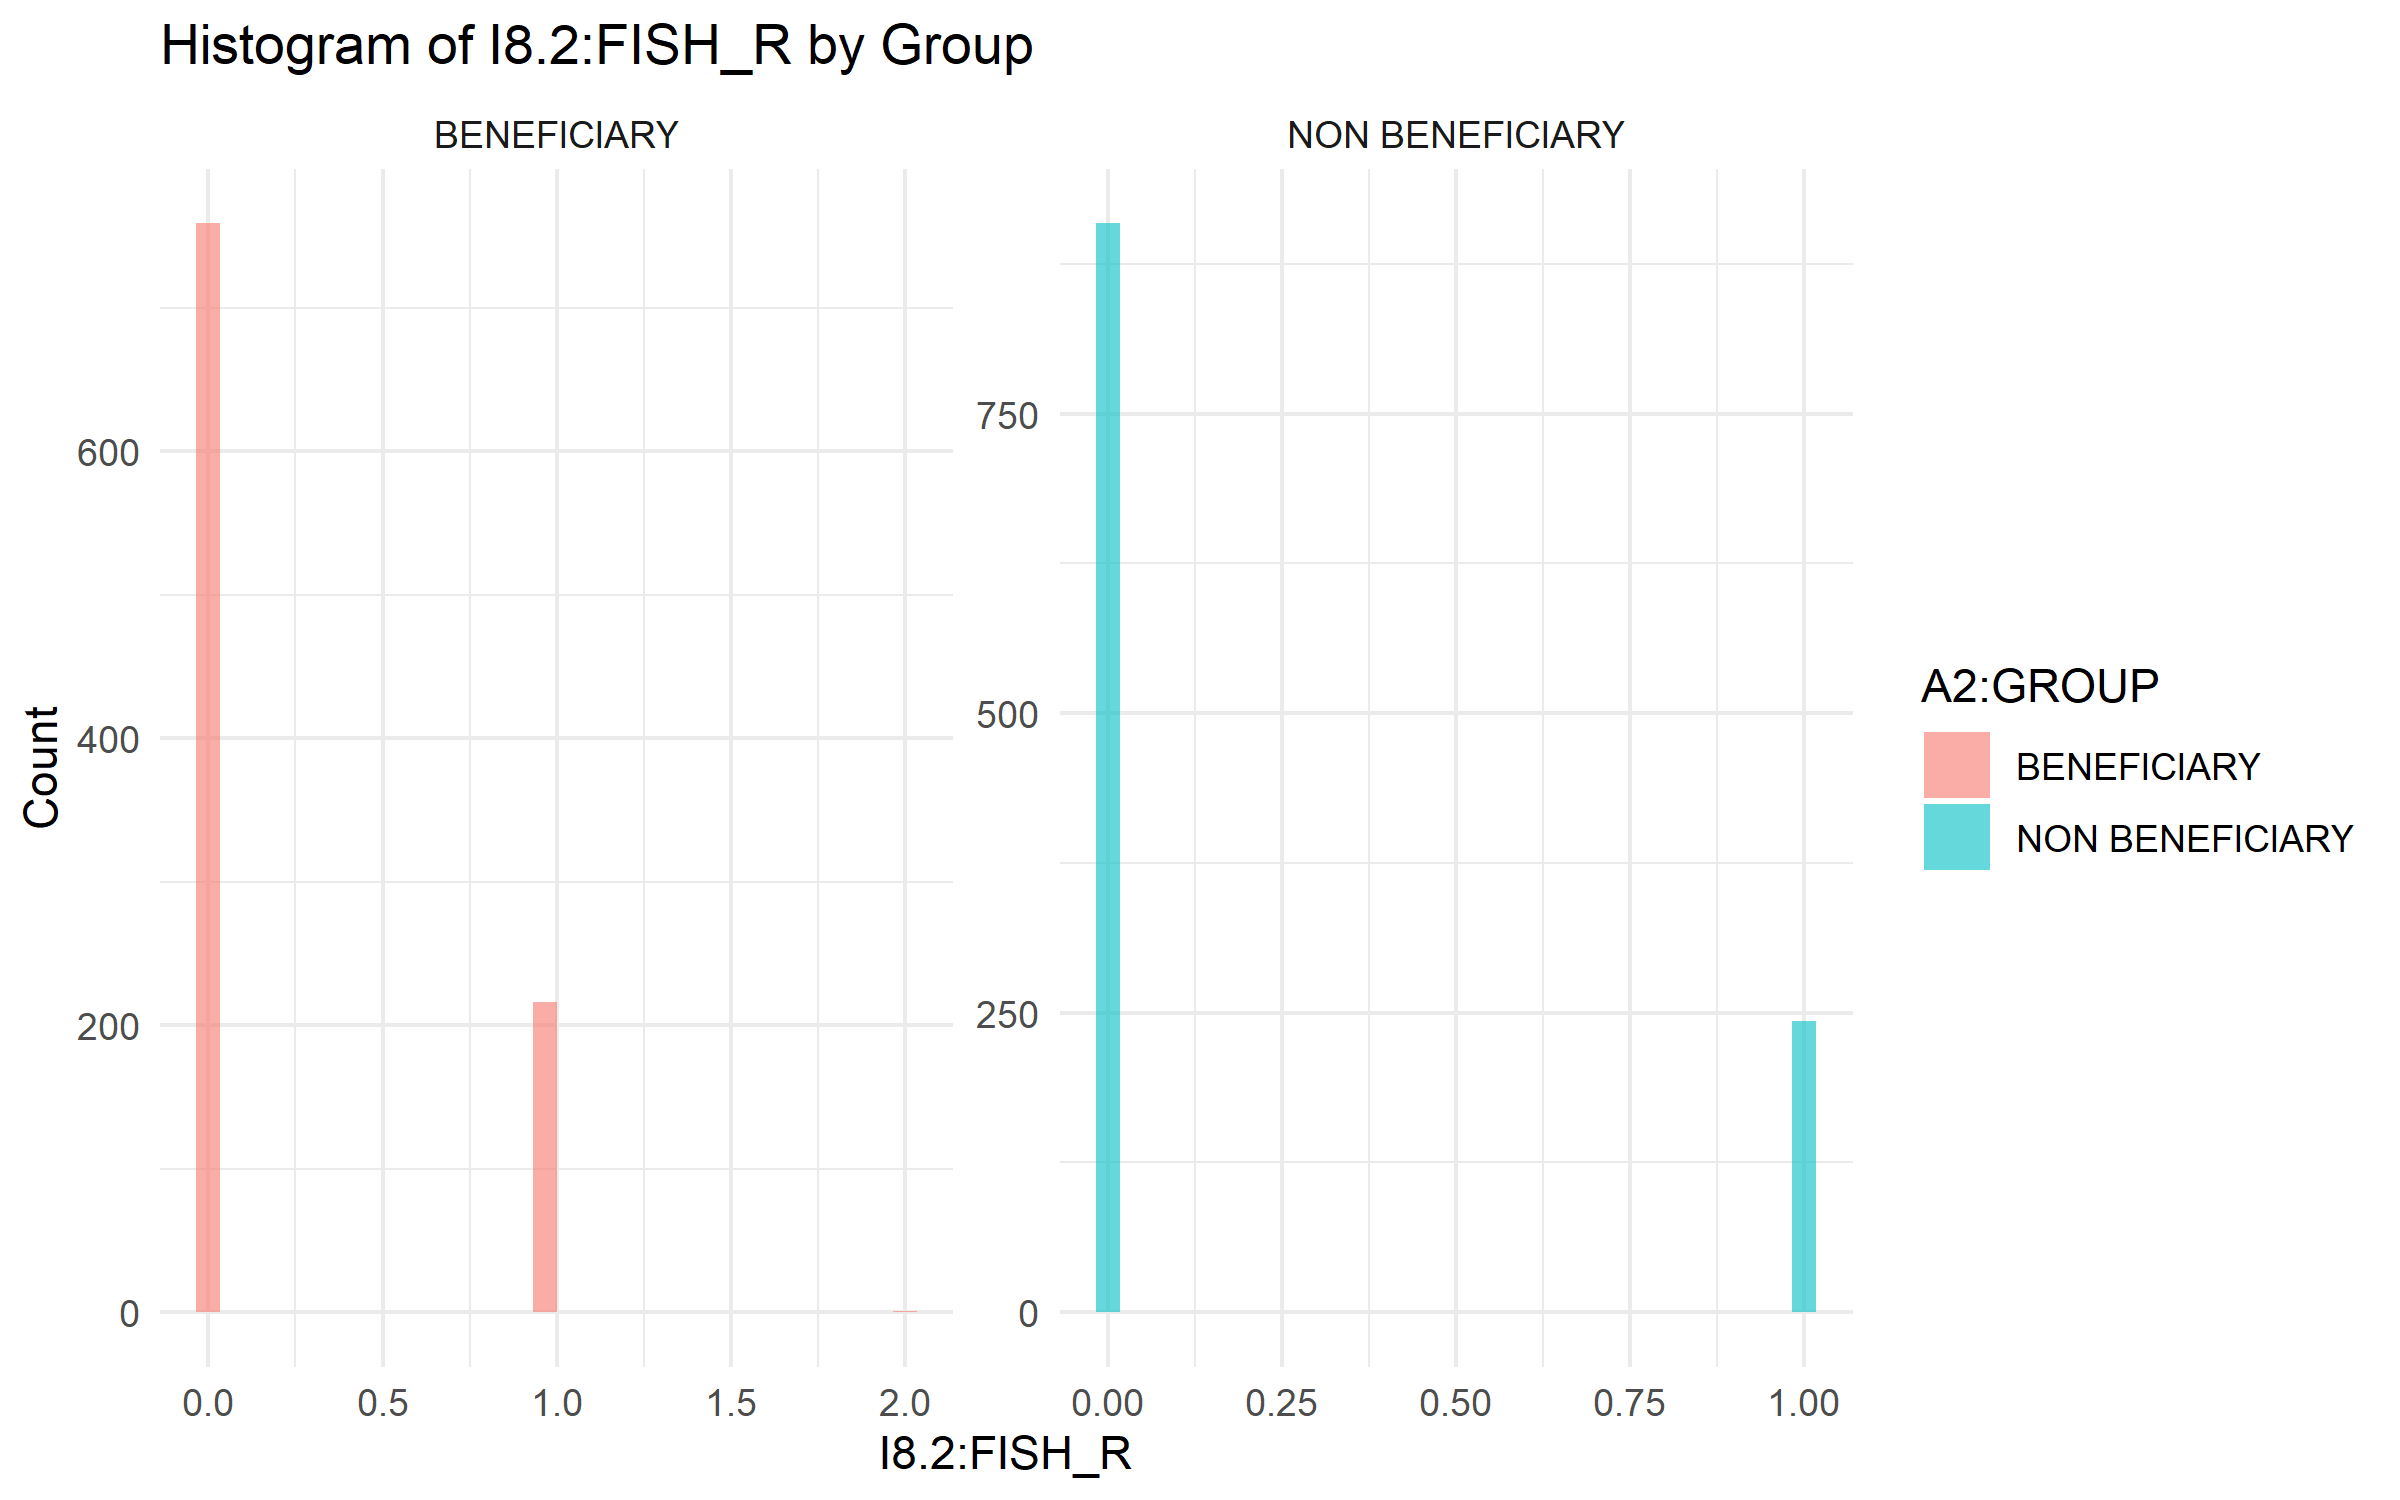 Histogram of I8.2:FISH_R by Group
BENEFICIARY
NON BENEFICIARY
Count
600
400
200
0
750
500
250
0
0.0 0.5 1.0 1.5 2.0
0.00 0.25 0.50 0.75 1.00
I8.2:FISH_R
A2:GROUP
BENEFICIARY
NON BENEFICIARY